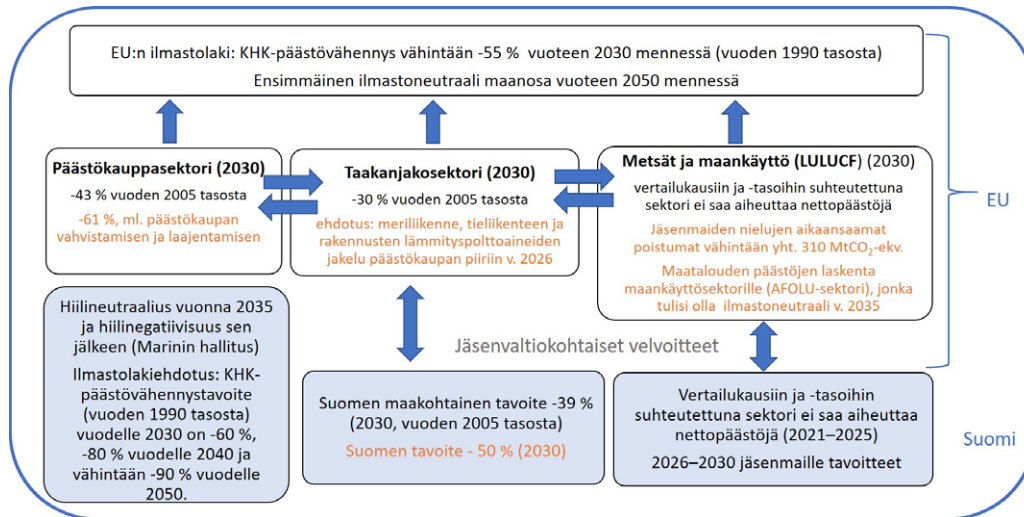 EU:n ilmastolaki: KHK-päästövähennys vähintään -55 % vuoteen 2030 mennessä (vuoden 1990 tasosta)
Ensimmäinen ilmastoneutraali maanosa vuoteen 2050 mennessä
Päästökauppasektori (2030)
-43 % vuoden 2005 tasosta
-61 %, ml. päästökaupan
vahvistamisen ja laajentamisen
Taakanjakosektori (2030)
-30 % vuoden 2005 tasosta
ehdotus: meriliikenne, tieliikenteen ja
rakennusten lämmityspolttoaineiden
jakelu päästökaupan piiriin v. 2026
Metsät ja maankäyttö (LULUCF) (2030)
vertailukausiin ja -tasoihin suhteutettuna
sektori ei saa aiheuttaa nettopäästöjä
Jäsenmaiden nielujen aikaansaamat
poistumat vähintään yht. 310 MtCO₂-ekv.
Maatalouden päästöjen laskenta
maankäyttösektorille (AFOLU-sektori), jonka
tulisi olla ilmastoneutraali v. 2035
EU
Hiilineutraalius vuonna 2035
ja hiilinegatiivisuus sen
jälkeen (Marinin hallitus)
Ilmastolakiehdotus: KHK-
päästövähennystavoite
(vuoden 1990 tasosta)
vuodelle 2030 on -60 %,
-80 % vuodelle 2040 ja
vähintään -90 % vuodelle
2050.
Jäsenvaltiokohtaiset velvoitteet
Suomen maakohtainen tavoite -39 %
(2030, vuoden 2005 tasosta)
Suomen tavoite - 50 % (2030)
Vertailukausiin ja -tasoihin
suhteutettuna sektori ei saa aiheuttaa
nettopäästöjä (2021–2025)
2026–2030 jäsenmaille tavoitteet
Suomi